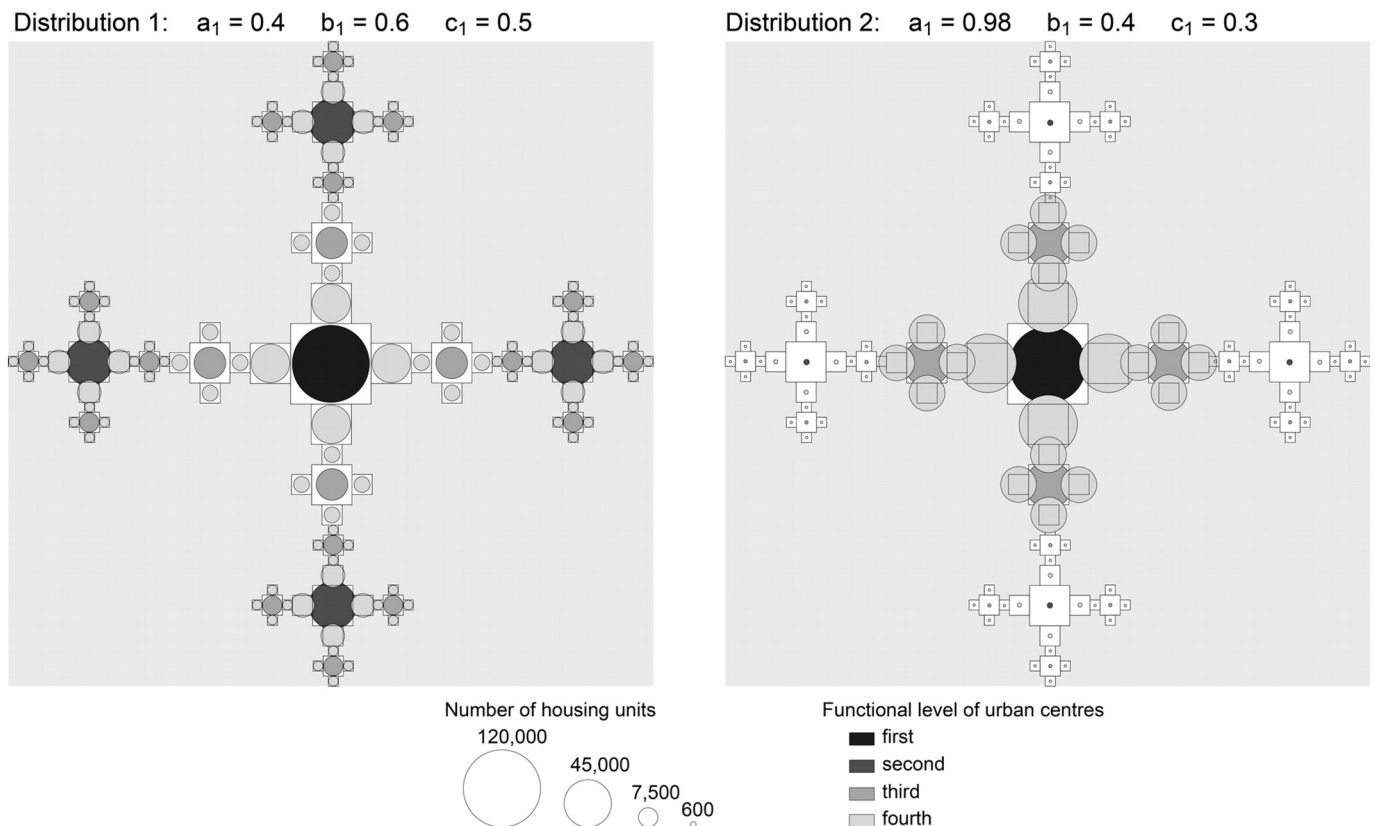 Distribution 1: a₁ = 0.4 b₁ = 0.6 c₁ = 0.5
Distribution 2: a₁ = 0.98 b₁ = 0.4 c₁ = 0.3
Number of housing units
120,000
45,000
7,500
600
Functional level of urban centres
first
second
third
fourth